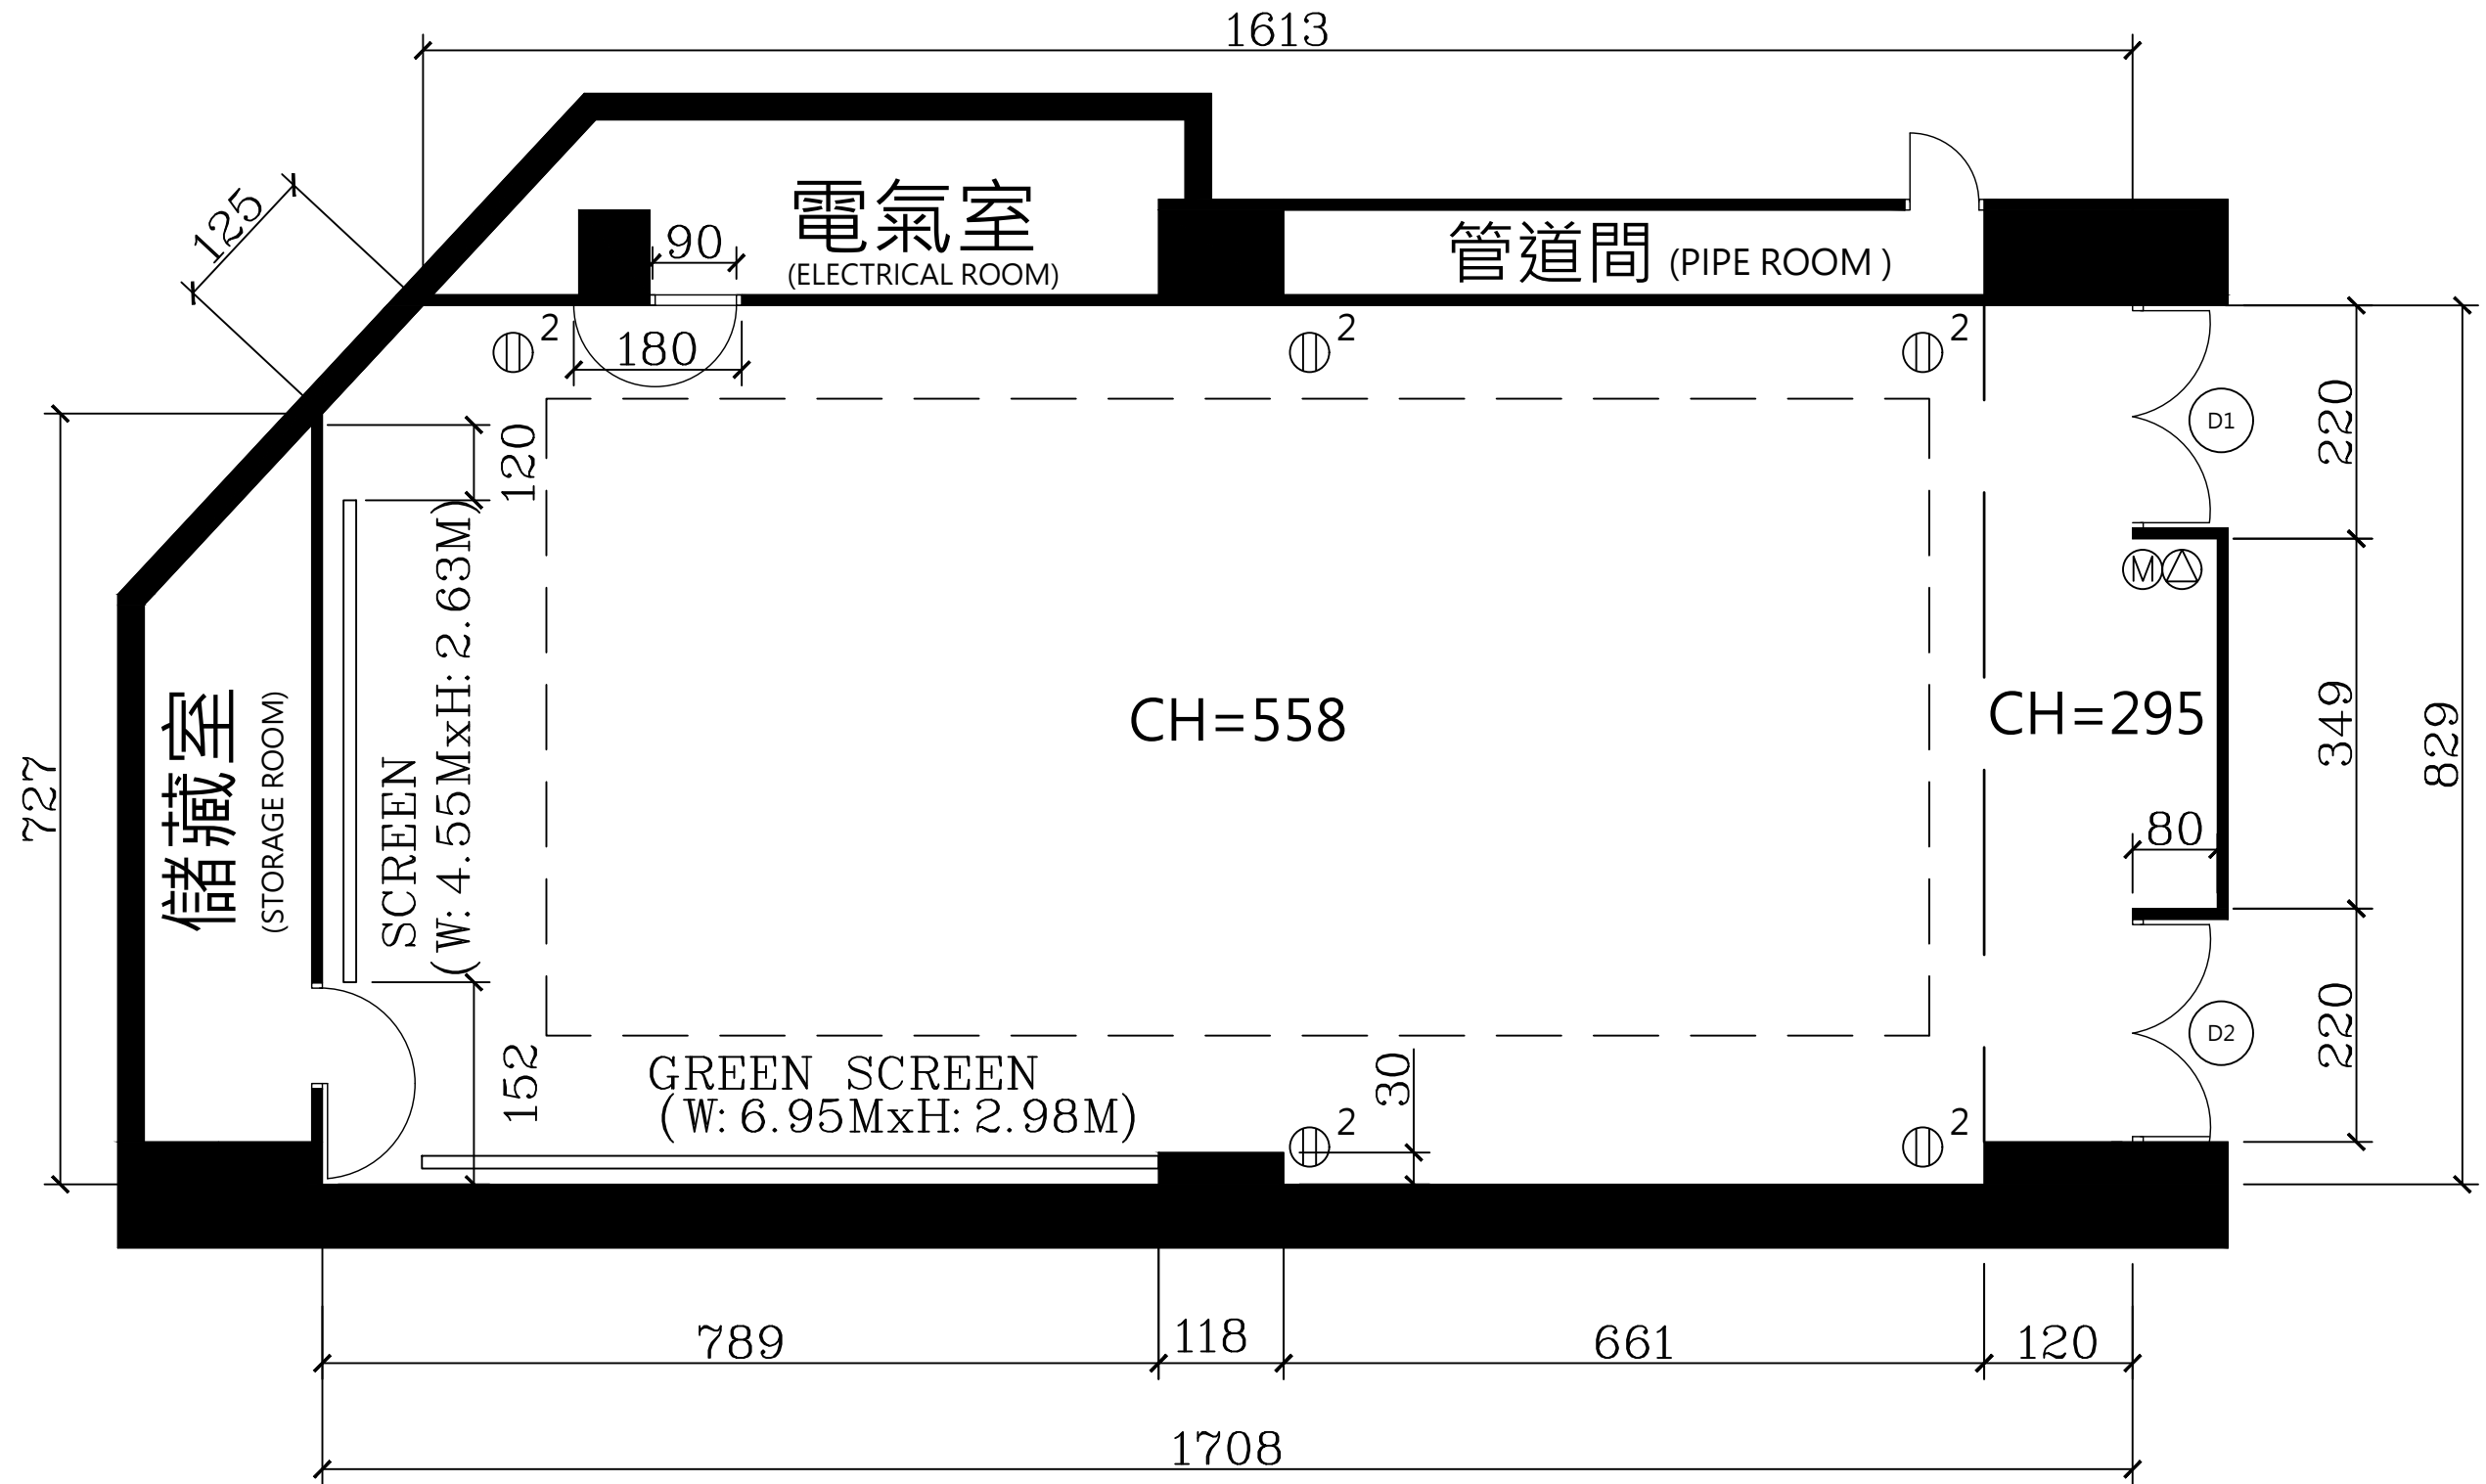 1613
125
電氣室
(ELECTRICAL ROOM)
90
管道間 (PIPE ROOM )
2
180
2
2
120
220
D1
M
SCREEN
(W:4.55MxH:2.63M)
儲藏室
(STORAGE ROOM)
727
CH=558
CH=295
349
829
80
220
D2
152
GREEN SCREEN
(W:6.95MxH:2.98M)
30
2
2
789
118
661
120
1708